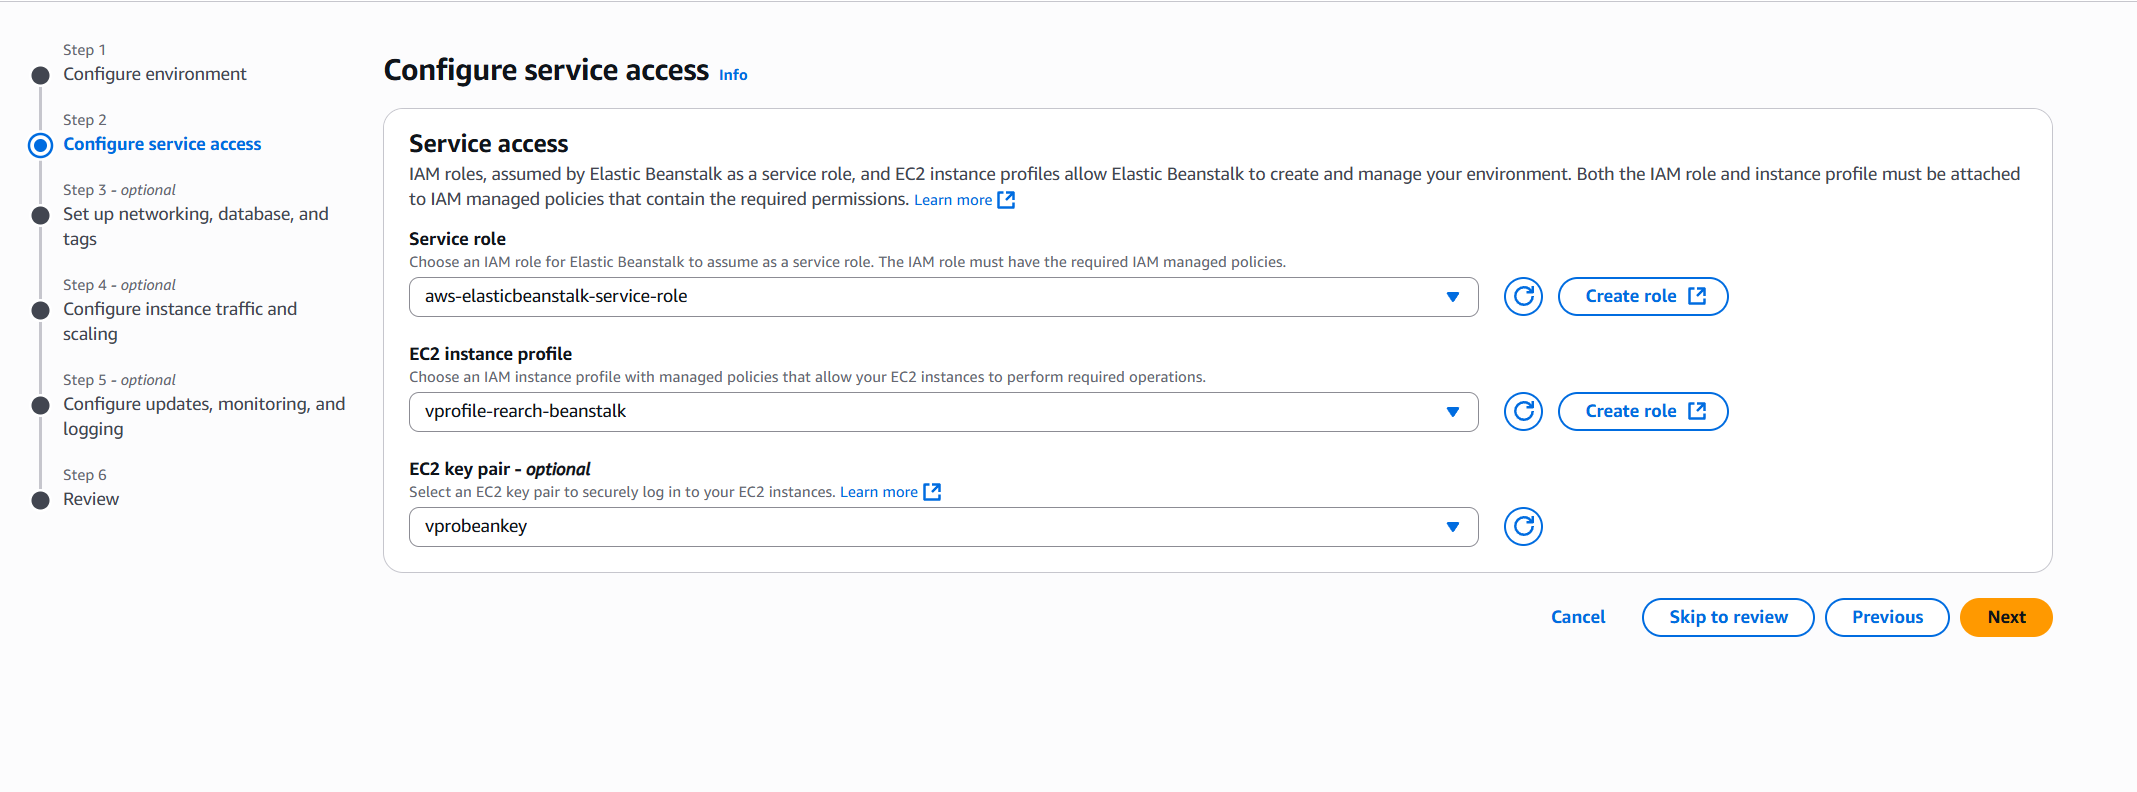 Step 1
Configure environment
Step 2
Configure service access
Step 3 - optional
Set up networking, database, and
tags
Step 4 - optional
Configure instance traffic and
scaling
Step 5 - optional
Configure updates, monitoring, and
logging
Step 6
Review
Configure service access Info
Service access
IAM roles, assumed by Elastic Beanstalk as a service role, and EC2 instance profiles allow Elastic Beanstalk to create and manage your environment. Both the IAM role and instance profile must be attached
to IAM managed policies that contain the required permissions. Learn more
Service role
Choose an IAM role for Elastic Beanstalk to assume as a service role. The IAM role must have the required IAM managed policies.
aws-elasticbeanstalk-service-role
Create role
EC2 instance profile
Choose an IAM instance profile with managed policies that allow your EC2 instances to perform required operations.
vprofile-rearch-beanstalk
Create role
EC2 key pair - optional
Select an EC2 key pair to securely log in to your EC2 instances. Learn more
vprobeankey
Cancel
Skip to review
Previous
Next